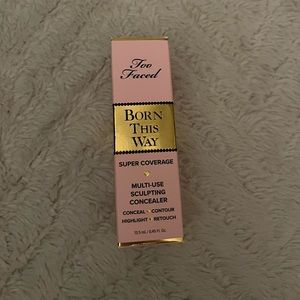 Too
Faced
BORN
THIS
WAY
SUPER COVERAGE
MULTI-USE
SCULPTING
CONCEALER
CONCEAL • CONTOUR
HIGHLIGHT • RETOUCH
13.5 mL / 0.45 Fl. Oz.